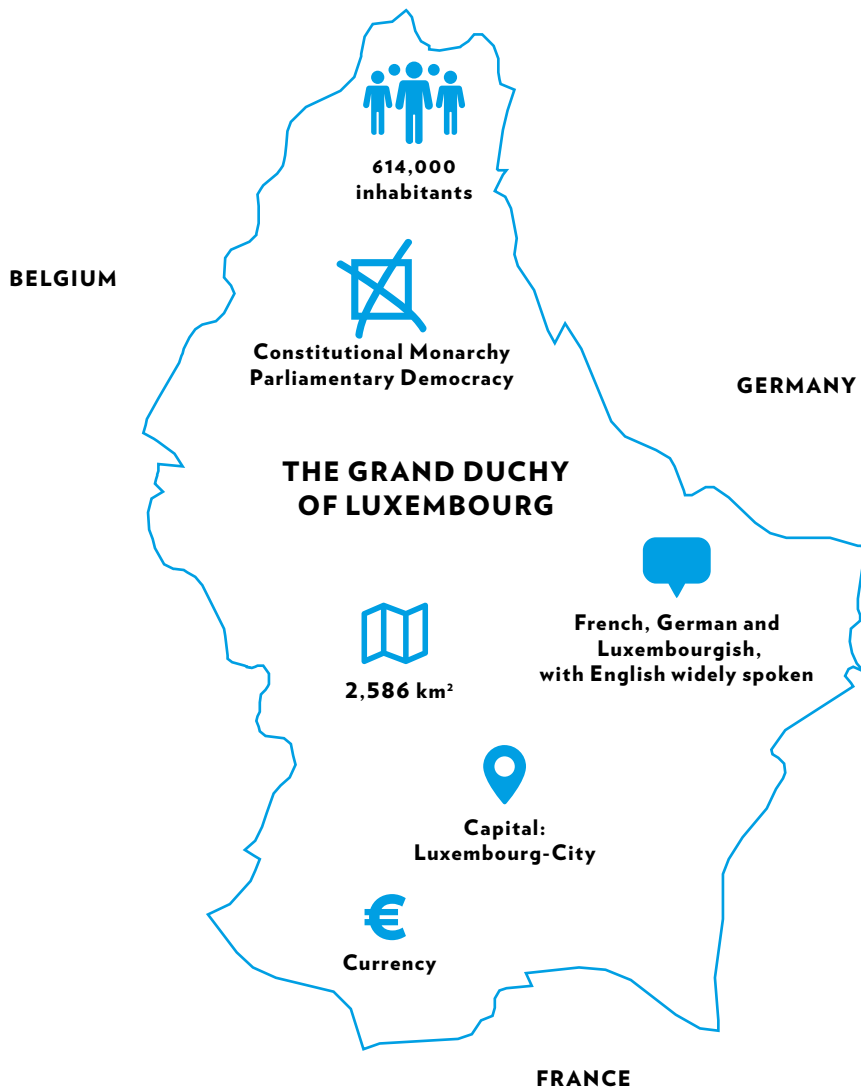 614,000
inhabitants
BELGIUM
Constitutional Monarchy
Parliamentary Democracy
GERMANY
THE GRAND DUCHY
OF LUXEMBOURG
French, German and
Luxembourgish,
with English widely spoken
2,586 km²
Capital:
Luxembourg-City
€
Currency
FRANCE